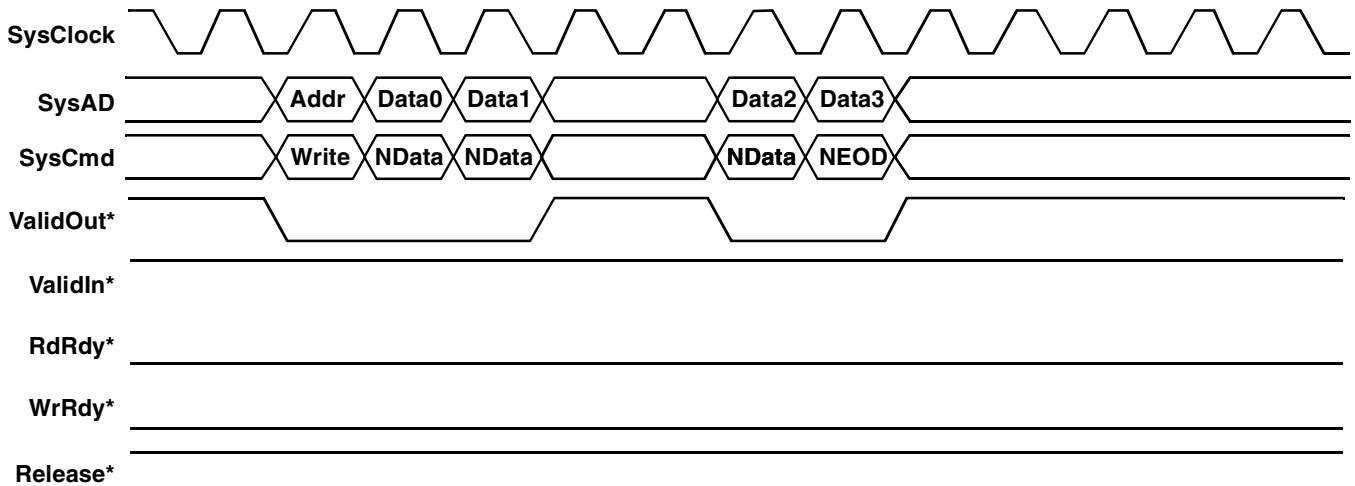 SysClock
SysAD Addr Data0 Data1 Data2 Data3
SysCmd Write NData NData NData NEOD
ValidOut*
ValidIn*
RdRdy*
WrRdy*
Release*